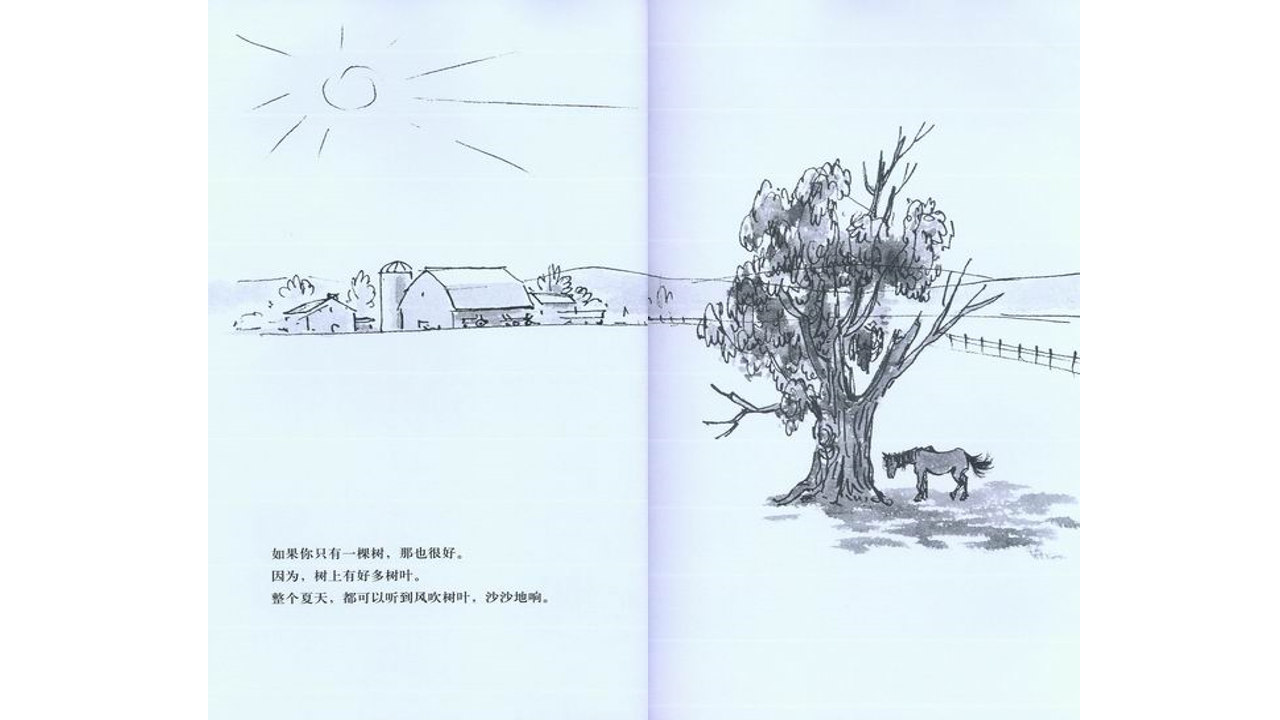 如果你只有一棵树，那也很好。
因为，树上有好多树叶。
整个夏天，都可以听到风吹树叶，沙沙地响。